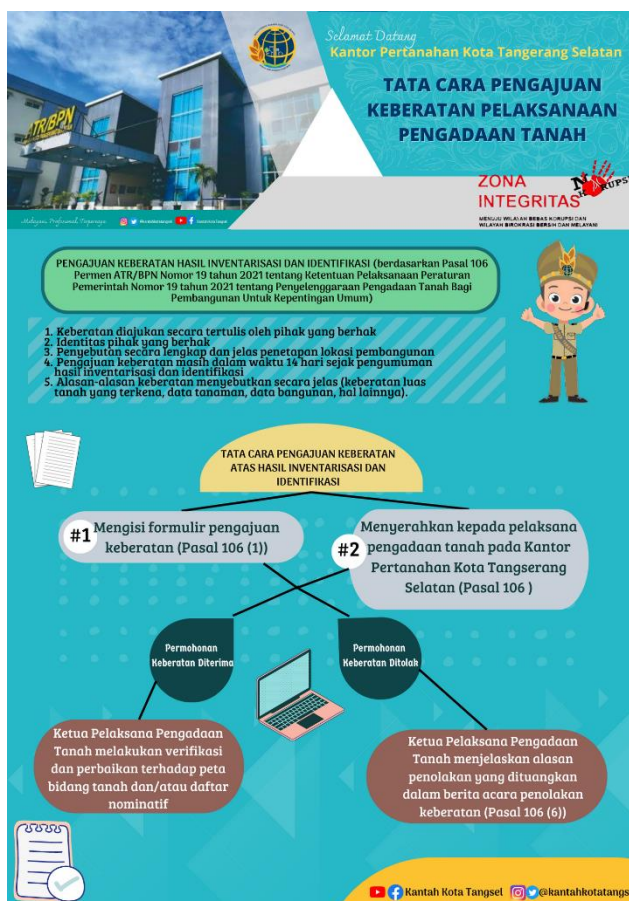 Selamat Datang
Kantor Pertanahan Kota Tangerang Selatan
TATA CARA PENGAJUAN
KEBERATAN PELAKSANAAN
PENGADAAN TANAH
ATR/BPN
ZONA
INTEGRITAS
MENUJU WILAYAH BEBAS KORUPSI DAN
WILAYAH BIROKRASI BERSIH DAN MELAYANI
Melayani, Profesional, Terpercaya
PENGAJUAN KEBERATAN HASIL INVENTARISASI DAN IDENTIFIKASI (berdasarkan Pasal 106
Permen ATR/BPN Nomor 19 tahun 2021 tentang Ketentuan Pelaksanaan Peraturan
Pemerintah Nomor 19 tahun 2021 tentang Penyelenggaraan Pengadaan Tanah Bagi
Pembangunan Untuk Kepentingan Umum)
1. Keberatan diajukan secara tertulis oleh pihak yang berhak
2. Identitas pihak yang berhak
3. Penyebutan secara lengkap dan jelas penetapan lokasi pembangunan
4. Pengajuan keberatan masih dalam waktu 14 hari sejak pengumuman
hasil inventarisasi dan identifikasi
5. Alasan-alasan keberatan menyebutkan secara jelas (keberatan luas
tanah yang terkena, data tanaman, data bangunan, hal lainnya).
TATA CARA PENGAJUAN KEBERATAN
ATAS HASIL INVENTARISASI DAN
IDENTIFIKASI
#1 Mengisi formulir pengajuan
keberatan (Pasal 106 (1))
#2 Menyerahkan kepada pelaksana
pengadaan tanah pada Kantor
Pertanahan Kota Tangserang
Selatan (Pasal 106 )
Permohonan
Keberatan Diterima
Permohonan
Keberatan Ditolak
Ketua Pelaksana Pengadaan
Tanah melakukan verifikasi
dan perbaikan terhadap peta
bidang tanah dan/atau daftar
nominatif
Ketua Pelaksana Pengadaan
Tanah menjelaskan alasan
penolakan yang dituangkan
dalam berita acara penolakan
keberatan (Pasal 106 (6))
Kantah Kota Tangsel @kantahkotatangs